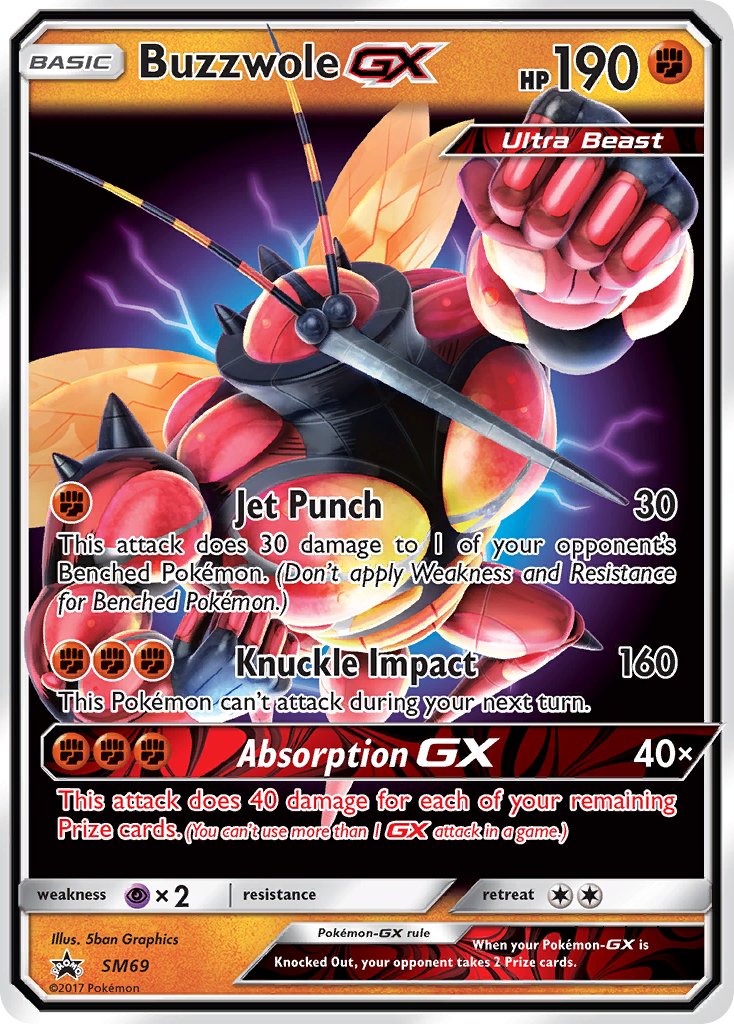 BASIC Buzzwole GX HP 190
Ultra Beast
Jet Punch 30
This attack does 30 damage to 1 of your opponent's
Benched Pokémon. (Don't apply Weakness and Resistance
for Benched Pokémon.)
Knuckle Impact 160
This Pokémon can't attack during your next turn.
Absorption GX 40×
This attack does 40 damage for each of your remaining
Prize cards. (You can't use more than 1 GX attack in a game.)
weakness × 2 resistance retreat
Illus. 5ban Graphics
PROMO SM69
©2017 Pokémon
Pokémon-GX rule
When your Pokémon-GX is
Knocked Out, your opponent takes 2 Prize cards.